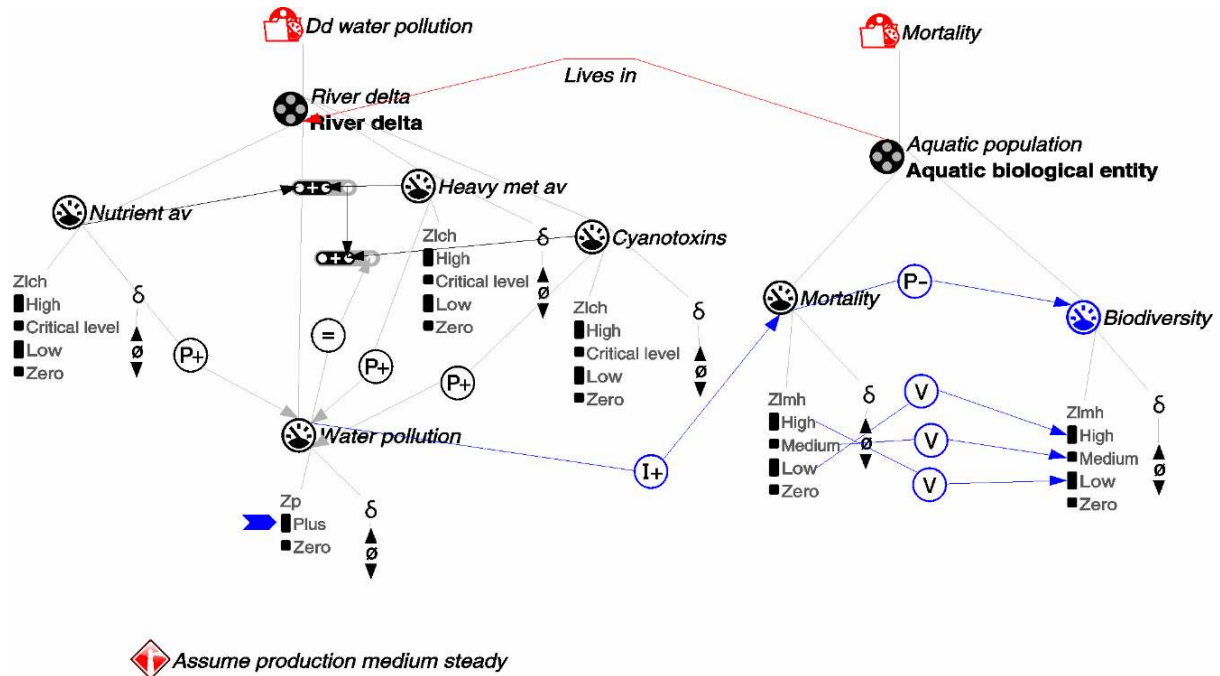 Dd water pollution
Mortality
Lives in
River delta
River delta
Aquatic population
Aquatic biological entity
+
Heavy met av
Nutrient av
Cyanotoxins
+
Zlch
High
Critical level
Low
Zero
δ
ø
Zlch
High
Critical level
Low
Zero
δ
ø
Zlch
High
Critical level
Low
Zero
δ
ø
P+
=
P+
P+
Water pollution
Zp
Plus
Zero
δ
ø
I+
Mortality
P-
Biodiversity
Zlmh
High
Medium
Low
Zero
δ
ø
V
V
V
Zlmh
High
Medium
Low
Zero
δ
ø
Assume production medium steady